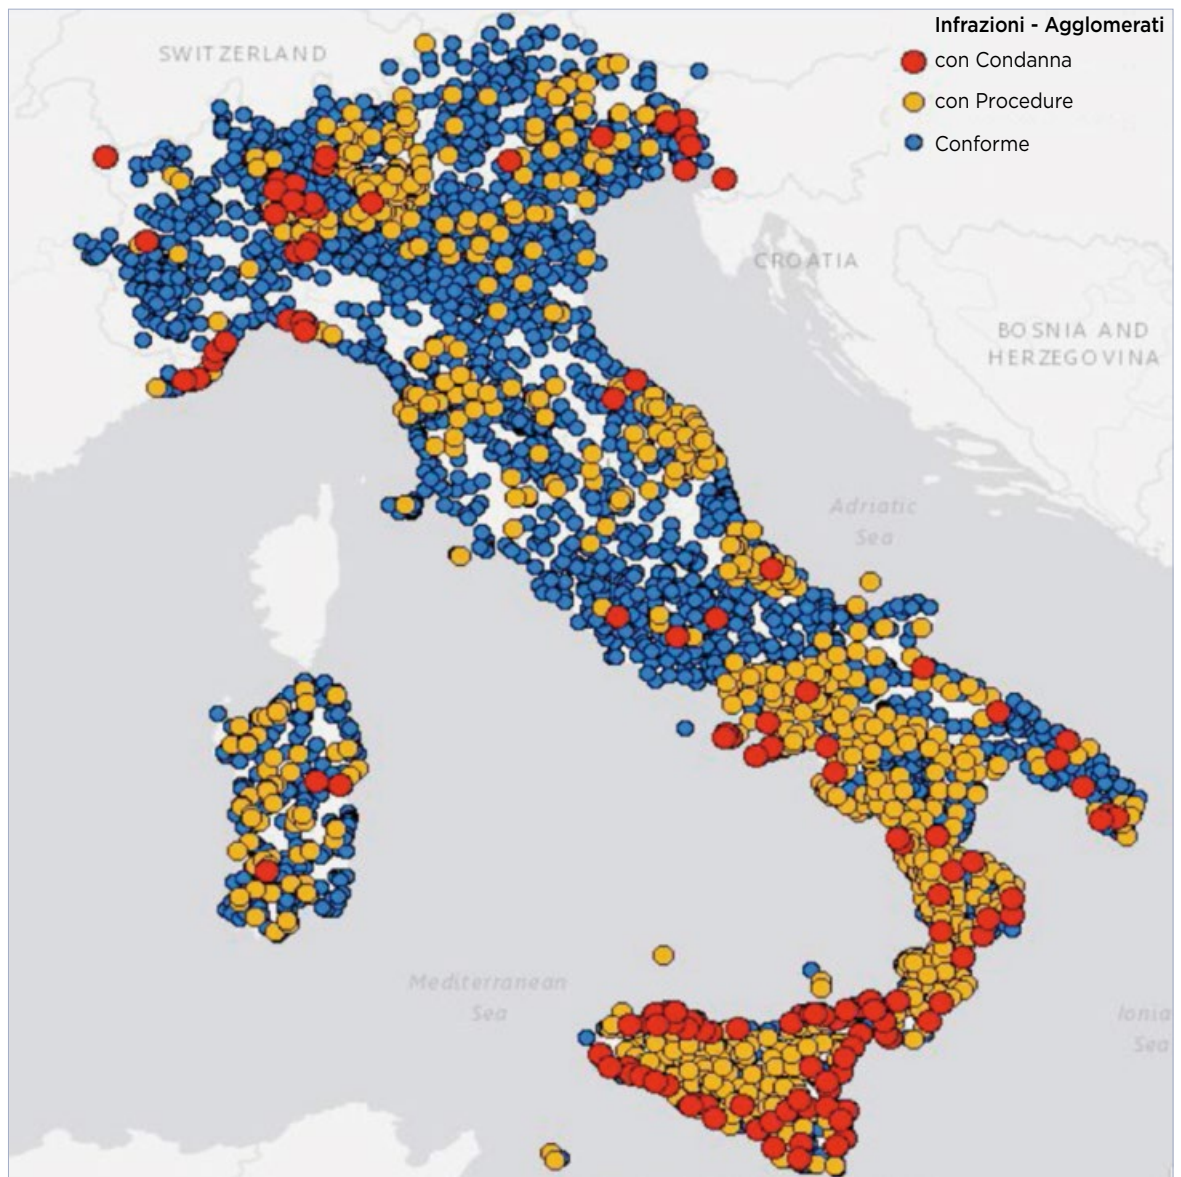 Infrazioni - Agglomerati
con Condanna
con Procedure
Conforme
SWITZERLAND
CROATIA
BOSNIA AND
HERZEGOVINA
Adriatic
Sea
Mediterranean
Sea
Ionia
Sea